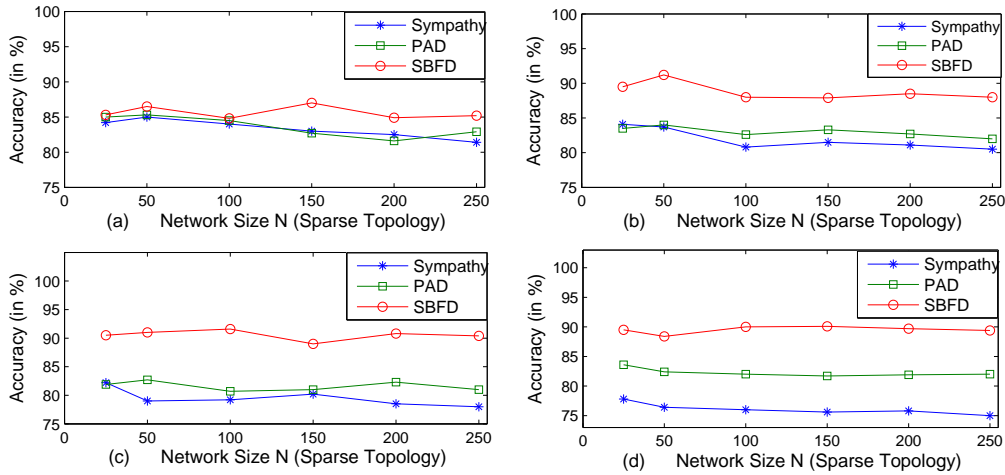 100
95
90
85
80
75
Accuracy (in %)
Sympathy
PAD
SBFD
0
50
100
150
200
250
(a)
Network Size N (Sparse Topology)
100
95
90
85
80
75
Accuracy (in %)
Sympathy
PAD
SBFD
0
50
100
150
200
250
(b)
Network Size N (Sparse Topology)
100
95
90
85
80
75
Accuracy (in %)
Sympathy
PAD
SBFD
0
50
100
150
200
250
(c)
Network Size N (Sparse Topology)
100
95
90
85
80
75
Accuracy (in %)
Sympathy
PAD
SBFD
0
50
100
150
200
250
(d)
Network Size N (Sparse Topology)